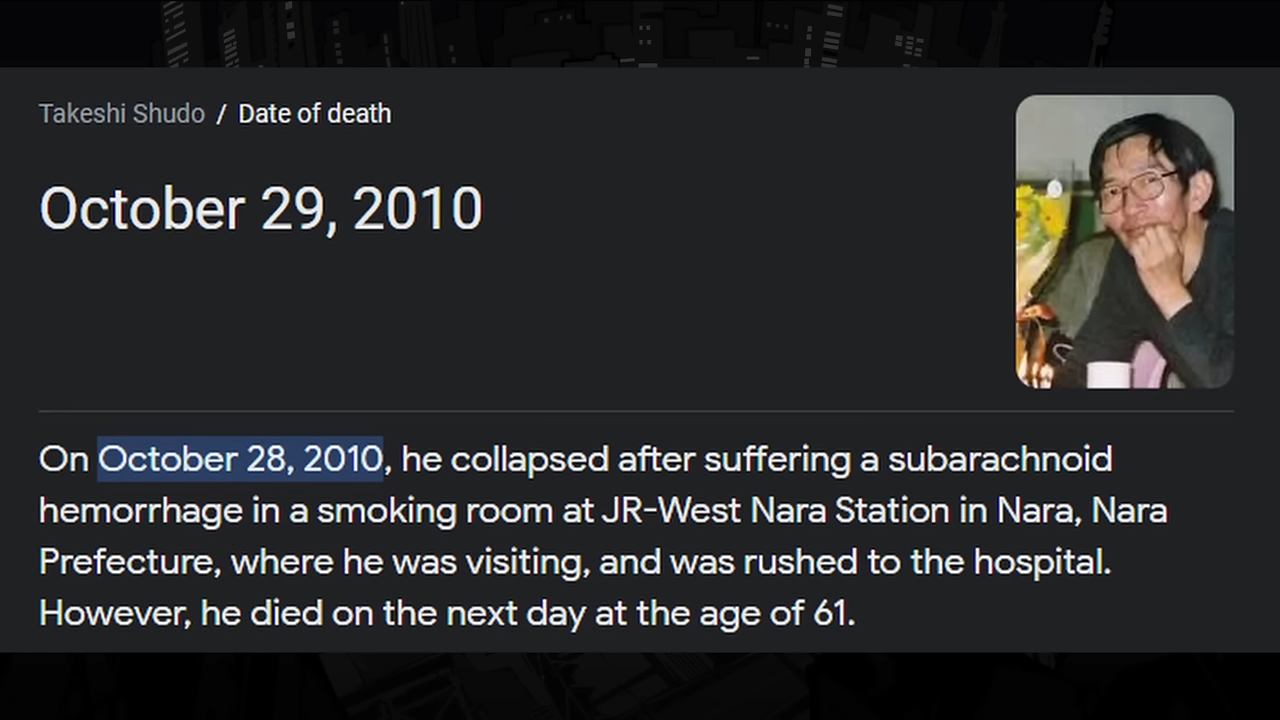 Takeshi Shudo / Date of death
October 29, 2010
On October 28, 2010, he collapsed after suffering a subarachnoid
hemorrhage in a smoking room at JR-West Nara Station in Nara, Nara
Prefecture, where he was visiting, and was rushed to the hospital.
However, he died on the next day at the age of 61.